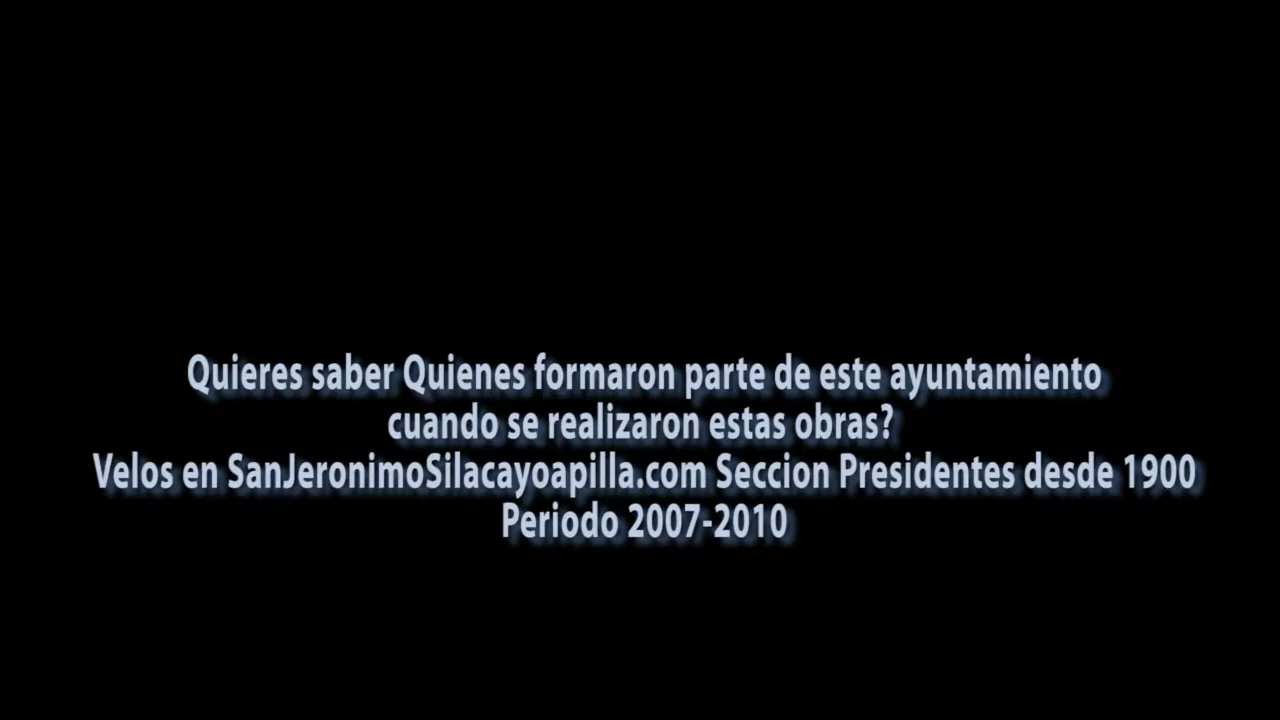 Quieres saber Quienes formaron parte de este ayuntamiento
cuando se realizaron estas obras?
Velos en SanJeronimoSilacayoapilla.com Seccion Presidentes desde 1900
Periodo 2007-2010